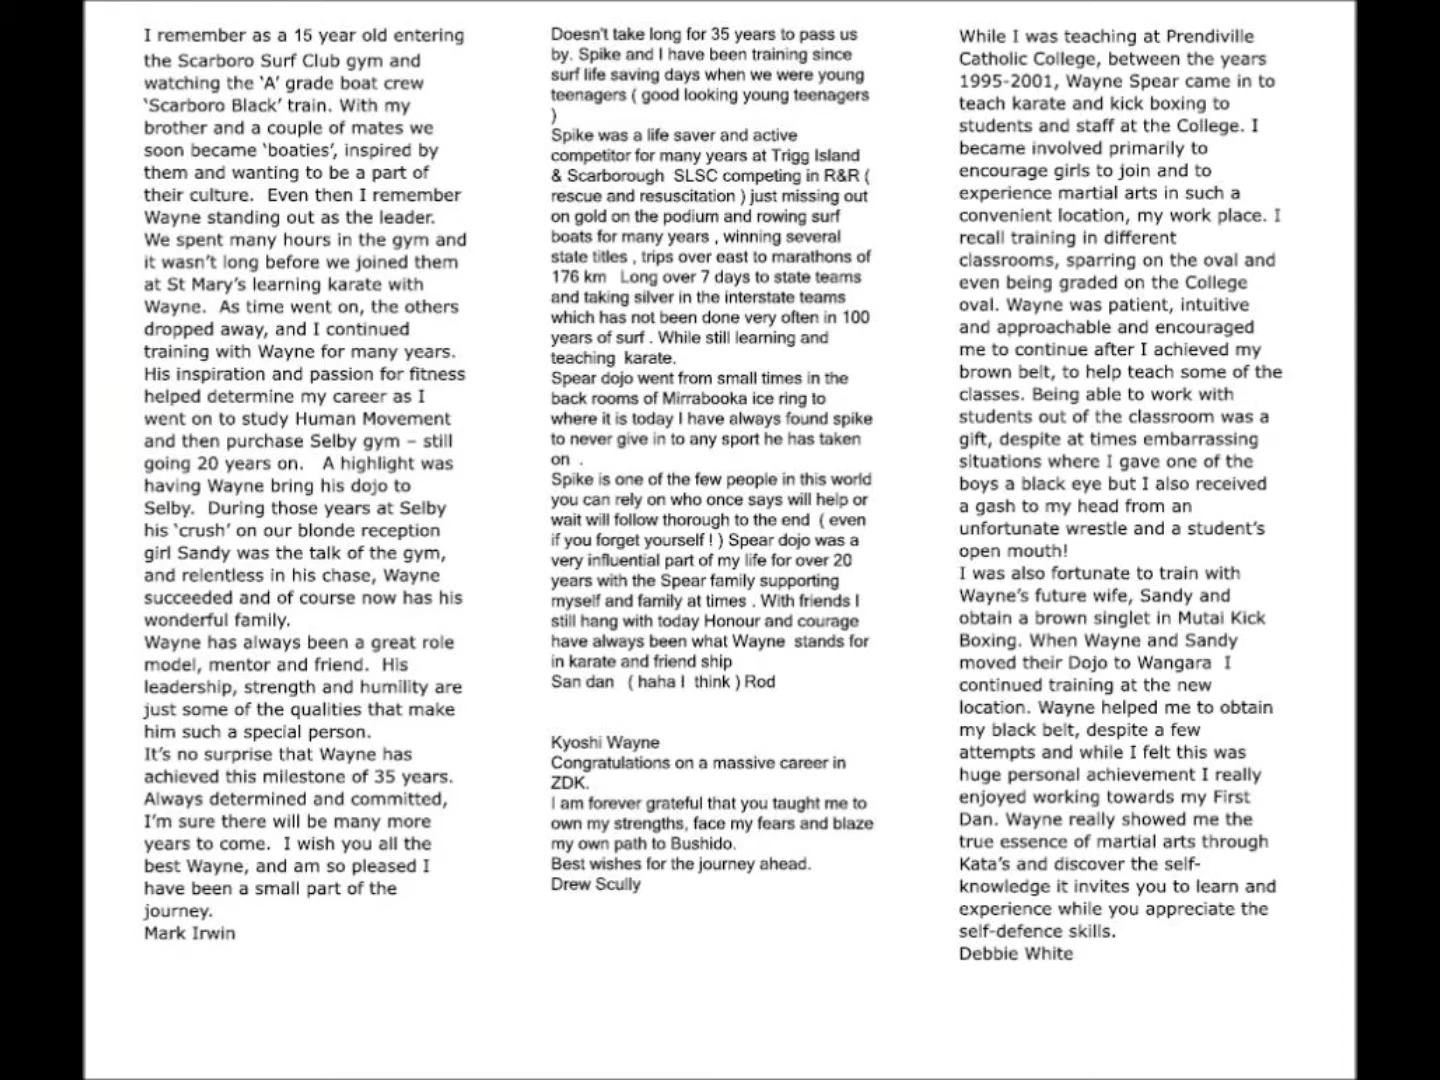 I remember as a 15 year old entering
the Scarboro Surf Club gym and
watching the ‘A’ grade boat crew
‘Scarboro Black’ train. With my
brother and a couple of mates we
soon became ‘boaties’, inspired by
them and wanting to be a part of
their culture.  Even then I remember
Wayne standing out as the leader.
We spent many hours in the gym and
it wasn’t long before we joined them
at St Mary’s learning karate with
Wayne.  As time went on, the others
dropped away, and I continued
training with Wayne for many years.
His inspiration and passion for fitness
helped determine my career as I
went on to study Human Movement
and then purchase Selby gym – still
going 20 years on.   A highlight was
having Wayne bring his dojo to
Selby.  During those years at Selby
his ‘crush’ on our blonde reception
girl Sandy was the talk of the gym,
and relentless in his chase, Wayne
succeeded and of course now has his
wonderful family.
Wayne has always been a great role
model, mentor and friend.  His
leadership, strength and humility are
just some of the qualities that make
him such a special person.
It’s no surprise that Wayne has
achieved this milestone of 35 years.
Always determined and committed,
I’m sure there will be many more
years to come.  I wish you all the
best Wayne, and am so pleased I
have been a small part of the
journey.
Mark Irwin
Doesn't take long for 35 years to pass us
by. Spike and I have been training since
surf life saving days when we were young
teenagers ( good looking young teenagers
)
Spike was a life saver and active
competitor for many years at Trigg Island
& Scarborough  SLSC competing in R&R (
rescue and resuscitation ) just missing out
on gold on the podium and rowing surf
boats for many years , winning several
state titles , trips over east to marathons of
176 km   Long over 7 days to state teams
and taking silver in the interstate teams
which has not been done very often in 100
years of surf . While still learning and
teaching  karate.
Spear dojo went from small times in the
back rooms of Mirrabooka ice ring to
where it is today I have always found spike
to never give in to any sport he has taken
on  .
Spike is one of the few people in this world
you can rely on who once says will help or
wait will follow thorough to the end  ( even
if you forget yourself ! ) Spear dojo was a
very influential part of my life for over 20
years with the Spear family supporting
myself and family at times . With friends I
still hang with today Honour and courage
have always been what Wayne  stands for
in karate and friend ship
San dan   ( haha I  think ) Rod
Kyoshi Wayne
Congratulations on a massive career in
ZDK.
I am forever grateful that you taught me to
own my strengths, face my fears and blaze
my own path to Bushido.
Best wishes for the journey ahead.
Drew Scully
While I was teaching at Prendiville
Catholic College, between the years
1995-2001, Wayne Spear came in to
teach karate and kick boxing to
students and staff at the College. I
became involved primarily to
encourage girls to join and to
experience martial arts in such a
convenient location, my work place. I
recall training in different
classrooms, sparring on the oval and
even being graded on the College
oval. Wayne was patient, intuitive
and approachable and encouraged
me to continue after I achieved my
brown belt, to help teach some of the
classes. Being able to work with
students out of the classroom was a
gift, despite at times embarrassing
situations where I gave one of the
boys a black eye but I also received
a gash to my head from an
unfortunate wrestle and a student’s
open mouth!
I was also fortunate to train with
Wayne’s future wife, Sandy and
obtain a brown singlet in Mutai Kick
Boxing. When Wayne and Sandy
moved their Dojo to Wangara  I
continued training at the new
location. Wayne helped me to obtain
my black belt, despite a few
attempts and while I felt this was
huge personal achievement I really
enjoyed working towards my First
Dan. Wayne really showed me the
true essence of martial arts through
Kata’s and discover the self-
knowledge it invites you to learn and
experience while you appreciate the
self-defence skills.
Debbie White